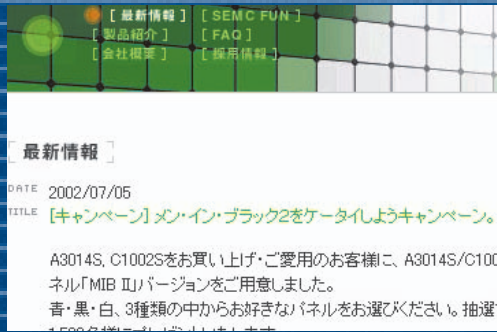 [ 最新情報 ] [ SEMC FUN ]
[ 製品紹介 ] [ FAQ ]
[ 会社概要 ] [ 採用情報 ]
[ 最新情報 ]
DATE 2002/07/05
TITLE [キャンペーン] メン・イン・ブラック2をケータイしようキャンペーン。
A3014S, C1002Sをお買い上げ・ご愛用のお客様に、A3014S/C100
ネル「MIB II」バージョンをご用意しました。
青・黒・白、3種類の中からお好きなパネルをお選びください。抽選